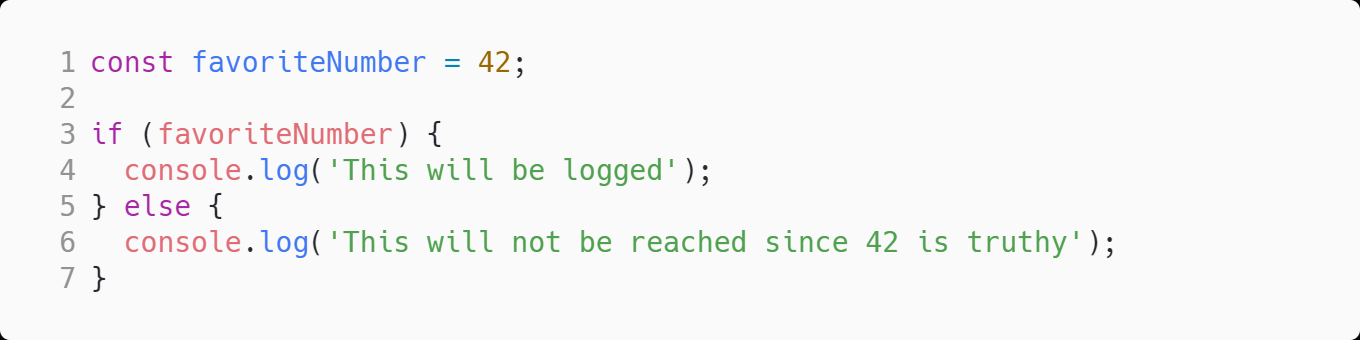 1 const favoriteNumber = 42;
2
3 if (favoriteNumber) {
4   console.log('This will be logged');
5 } else {
6   console.log('This will not be reached since 42 is truthy');
7 }